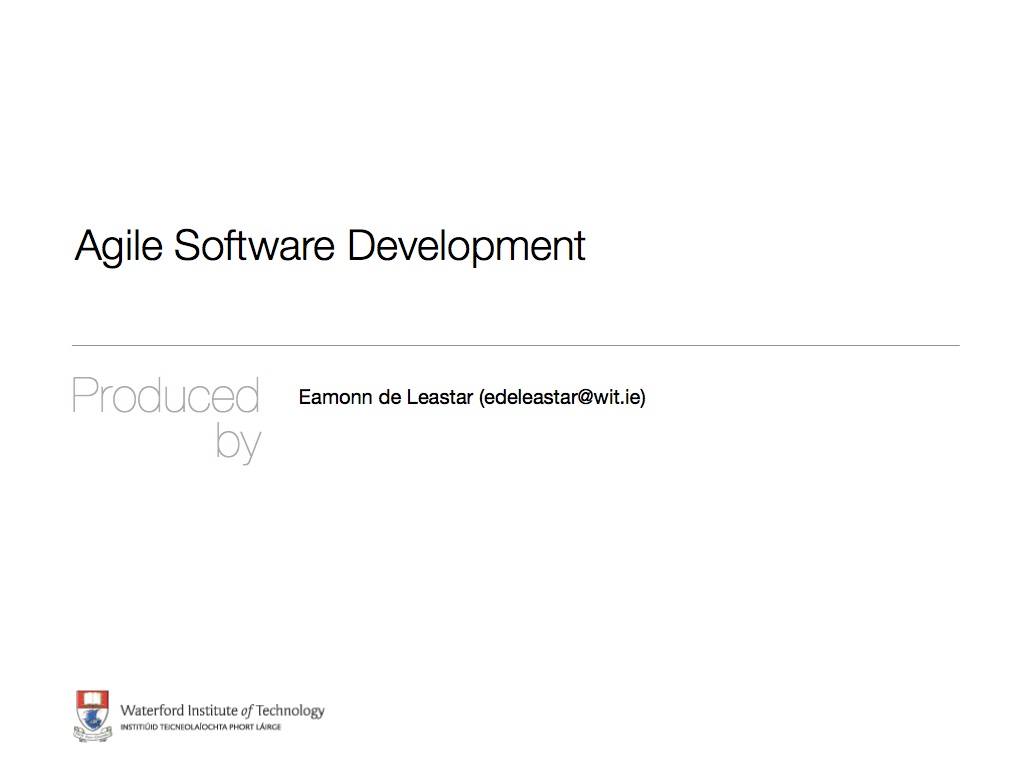 Agile Software Development
Produced
by
Eamonn de Leastar (edeleastar@wit.ie)
Waterford Institute of Technology
INSTITIÚID TEICNEOLAÍOCHTA PHORT LÁIRGE